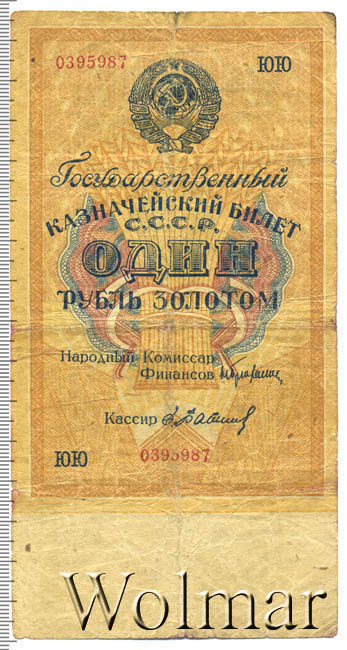 0395987 ЮЮ
Государственный
КАЗНАЧЕЙСКИЙ БИЛЕТ
С.С.С.Р.
ОДИН
РУБЛЬ ЗОЛОТОМ
Народный Комиссар
Финансов
Кассир
ЮЮ 0395987
Wolmar